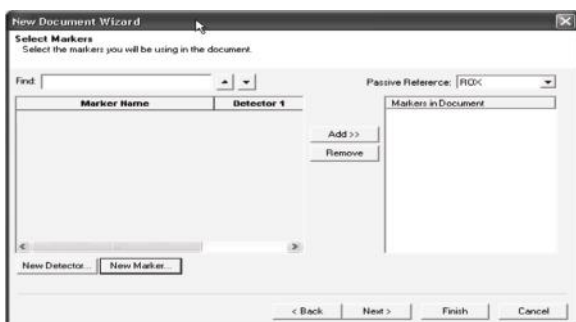 New Document Wizard
Select Markers
Select the markers you will be using in the document.
Find:
Passive Reference: ROX
Marker Name Detector 1
Markers in Document
Add >>
Remove
New Detector... New Marker...
< Back Next > Finish Cancel